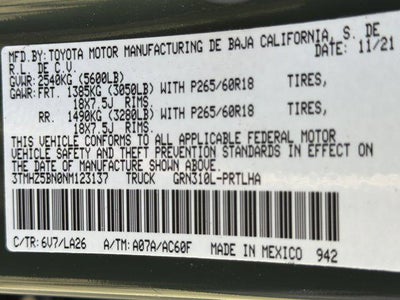 MFD.BY:TOYOTA MOTOR MANUFACTURING DE BAJA CALIFORNIA, S. DE
R.L. DE C.V. DATE: 11/21
GVWR: 2540KG (5600LB)
GAWR:FRT. 1385KG (3050LB) WITH P265/60R18 TIRES,
18X7.5J RIMS.
RR. 1490KG (3280LB) WITH P265/60R18 TIRES,
18X7.5J RIMS.
THIS VEHICLE CONFORMS TO ALL APPLICABLE FEDERAL MOTOR
VEHICLE SAFETY AND THEFT PREVENTION STANDARDS IN EFFECT ON
THE DATE OF MANUFACTURE SHOWN ABOVE.
3TMHZ5BN0NM123137 TRUCK GRN310L-PRTLHA
C/TR: 6V7/LA26 A/TM: A07A/AC60F MADE IN MEXICO 942